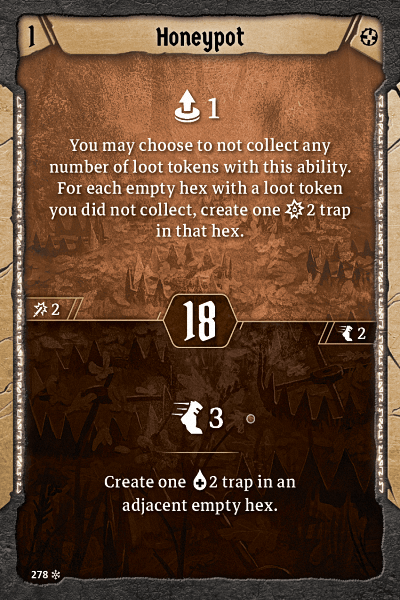 1
Honeypot
1
You may choose to not collect any
number of loot tokens with this ability.
For each empty hex with a loot token
you did not collect, create one 2 trap
in that hex.
2
18
2
3
Create one 2 trap in an
adjacent empty hex.
278